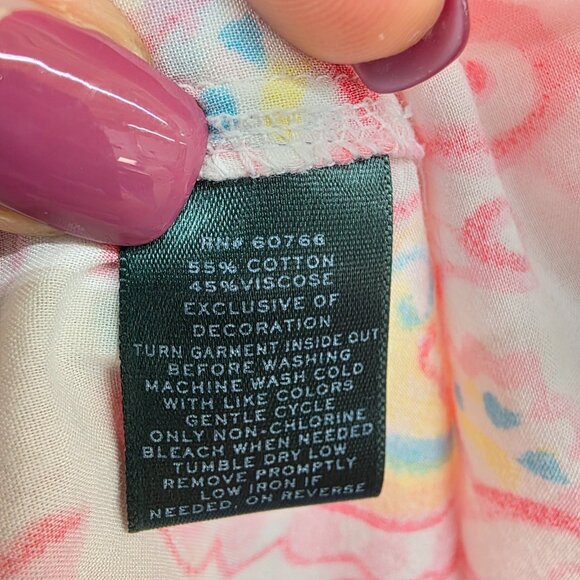 RN# 60766
55% COTTON
45%VISCOSE
EXCLUSIVE OF
DECORATION
TURN GARMENT INSIDE OUT
BEFORE WASHING
MACHINE WASH COLD
WITH LIKE COLORS
GENTLE CYCLE
ONLY NON-CHLORINE
BLEACH WHEN NEEDED
TUMBLE DRY LOW
REMOVE PROMPTLY
LOW IRON IF
NEEDED, ON REVERSE